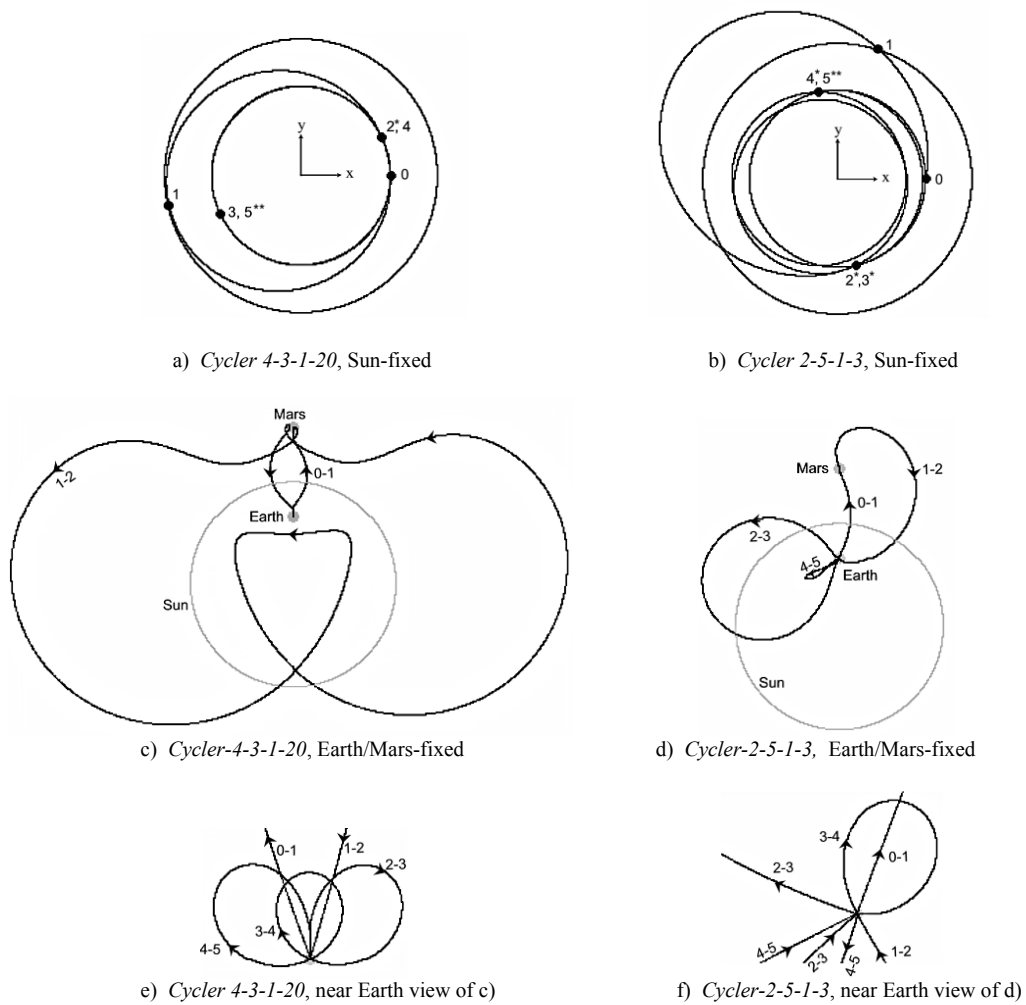 y
x
0
1
2*, 4
3, 5**
y
x
0
1
4*, 5**
2*,3*
a) Cycler 4-3-1-20, Sun-fixed
b) Cycler 2-5-1-3, Sun-fixed
Mars
0-1
1-2
Earth
Sun
Mars
0-1
1-2
2-3
4-5
Earth
Sun
c) Cycler-4-3-1-20, Earth/Mars-fixed
d) Cycler-2-5-1-3, Earth/Mars-fixed
0-1
1-2
2-3
3-4
4-5
3-4
0-1
2-3
4-5
2-3
4-5
1-2
e) Cycler 4-3-1-20, near Earth view of c)
f) Cycler-2-5-1-3, near Earth view of d)